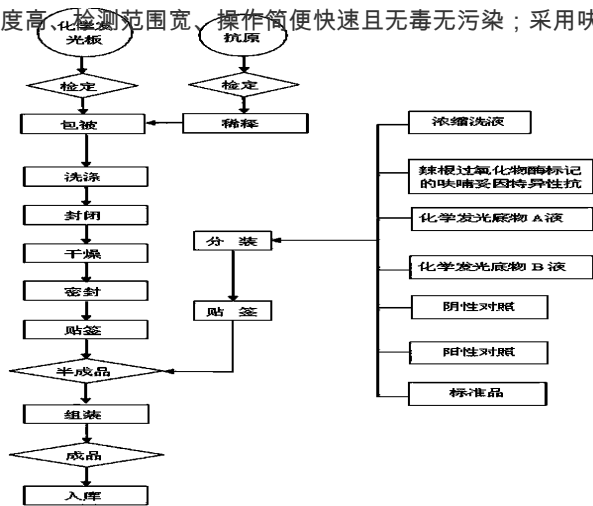 度高、检测范围宽、操作简便快速且无毒无污染；采用呋
化学发
光板
抗原
检定
检定
包被
稀释
洗涤
封闭
干燥
密封
贴签
半成品
组装
成品
入库
分 装
贴 签
浓缩洗液
辣根过氧化物酶标记
的呋喃妥因特异性抗
化学发光底物 A 液
化学发光底物 B 液
阴性对照
阳性对照
标准品